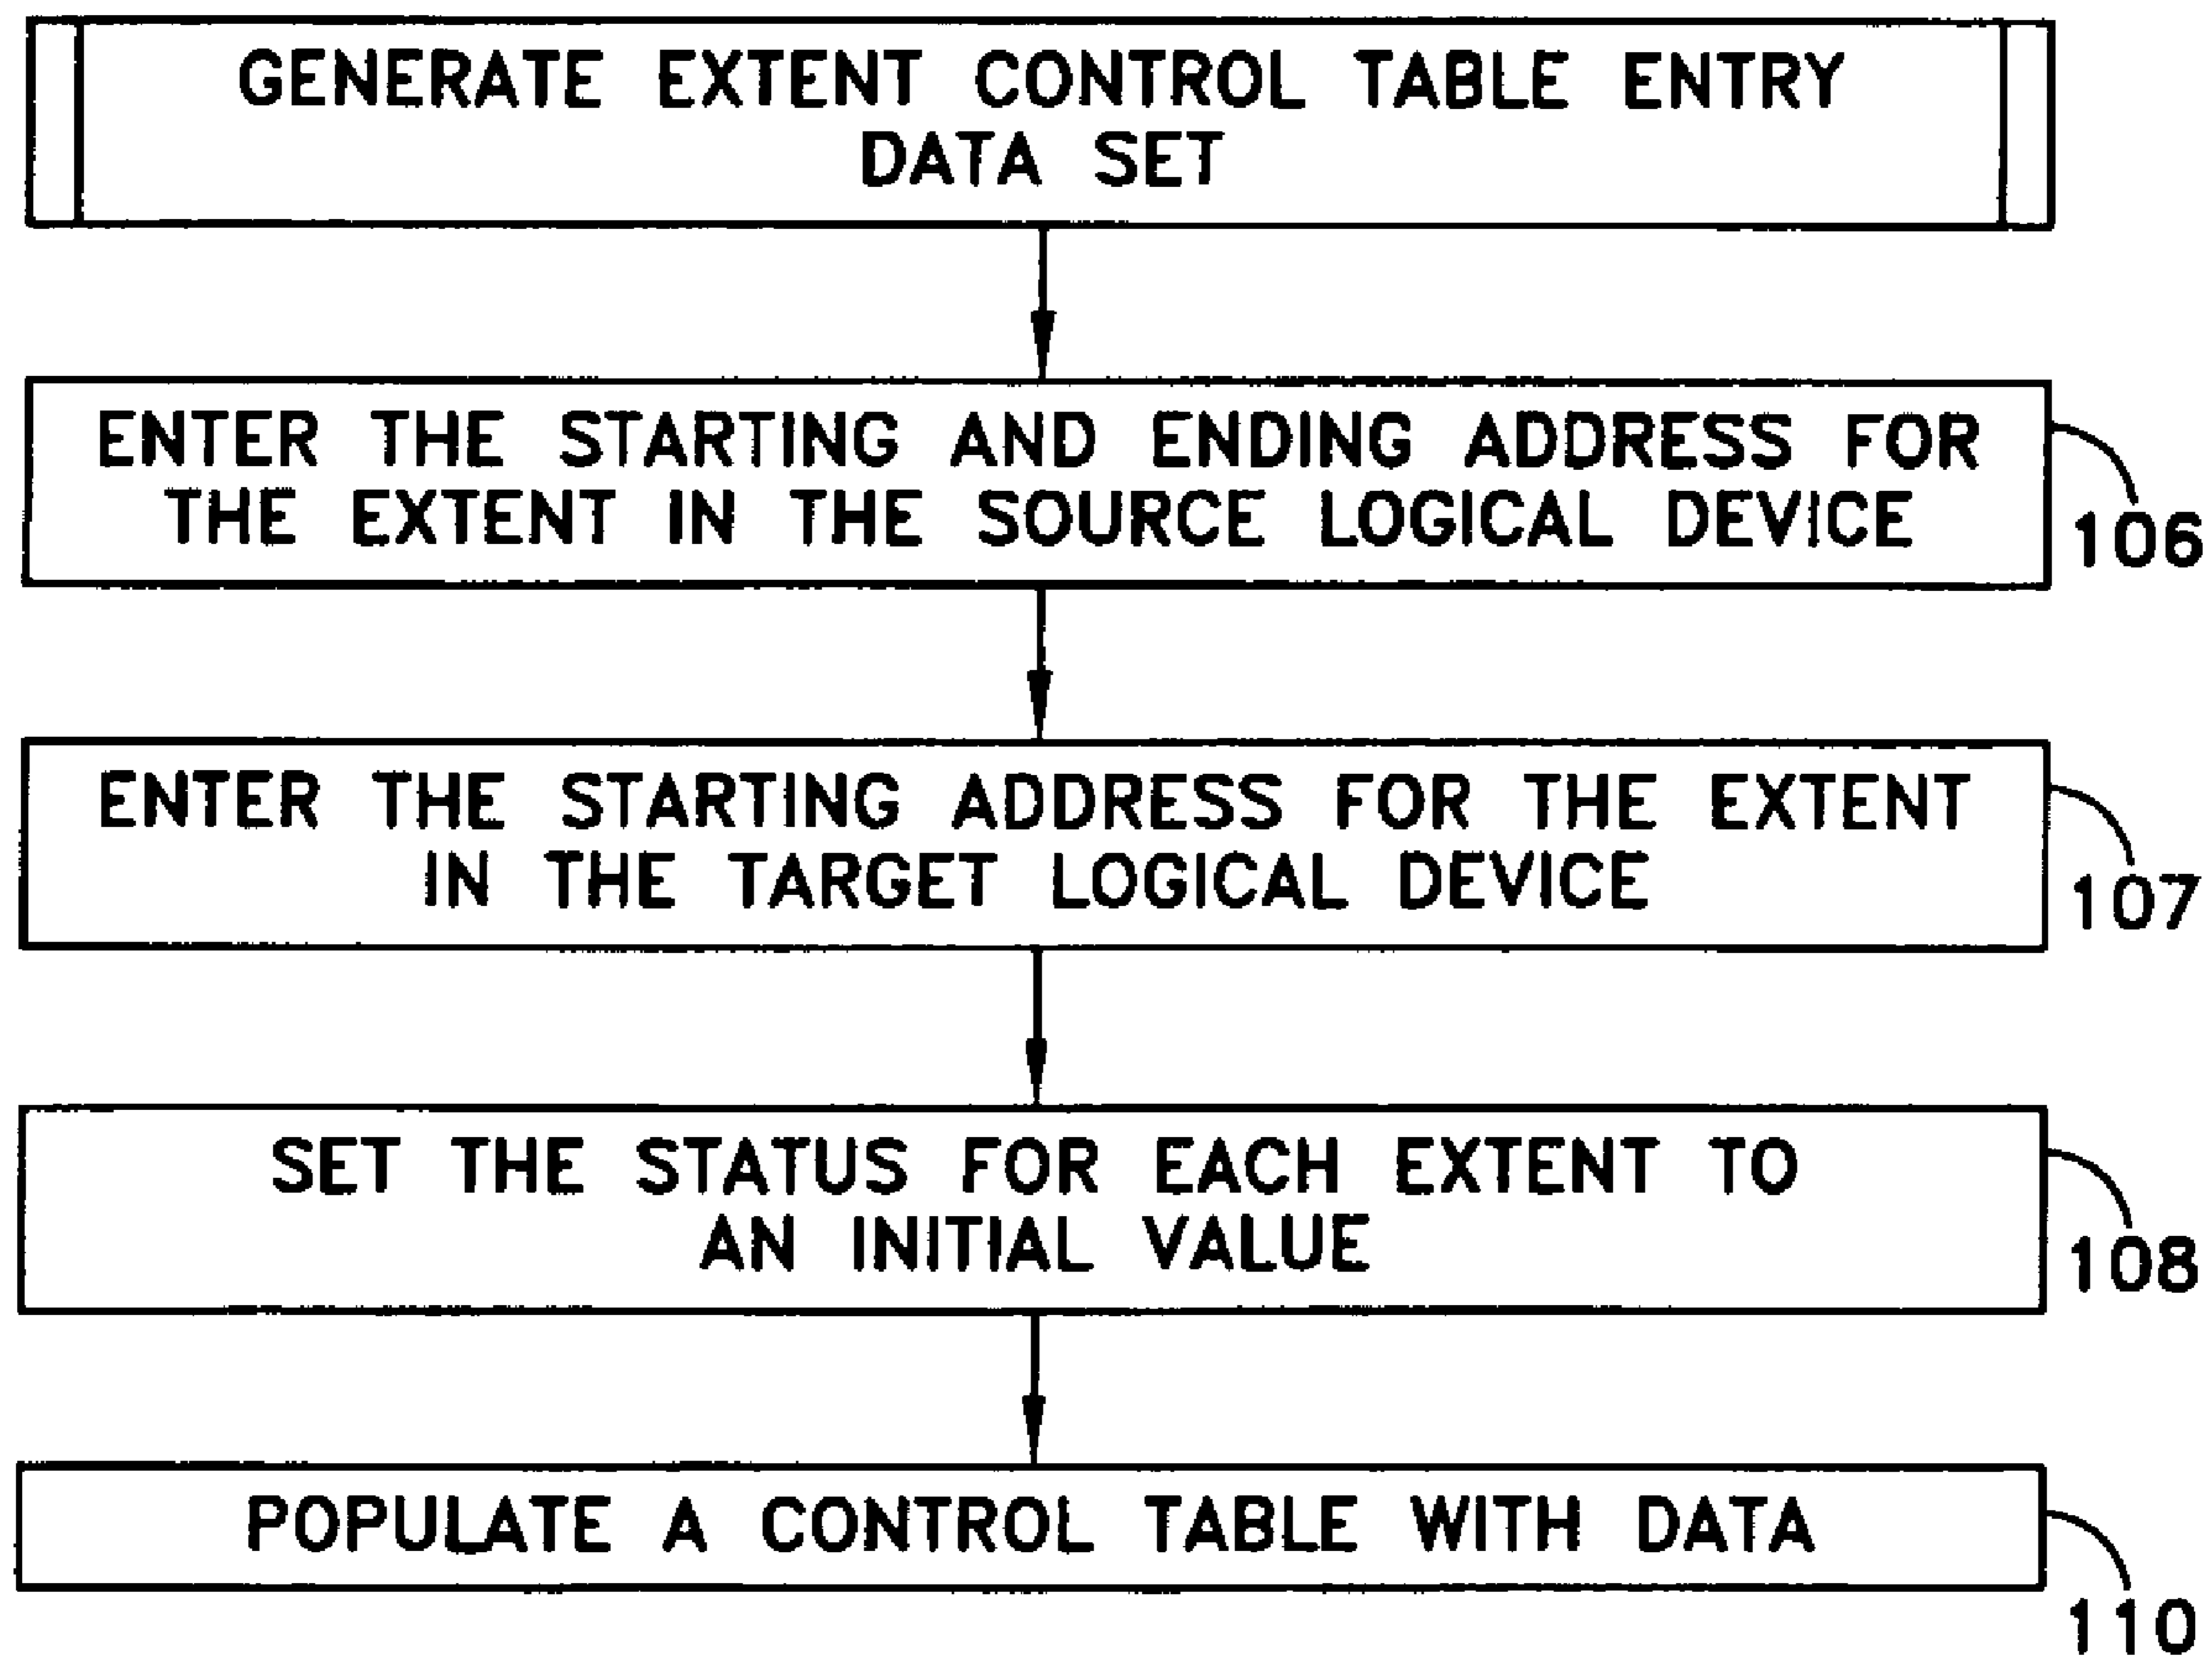 GENERATE EXTENT CONTROL TABLE ENTRY
DATA SET
ENTER THE STARTING AND ENDING ADDRESS FOR
THE EXTENT IN THE SOURCE LOGICAL DEVICE
106
ENTER THE STARTING ADDRESS FOR THE EXTENT
IN THE TARGET LOGICAL DEVICE
107
SET THE STATUS FOR EACH EXTENT TO
AN INITIAL VALUE
108
POPULATE A CONTROL TABLE WITH DATA
110